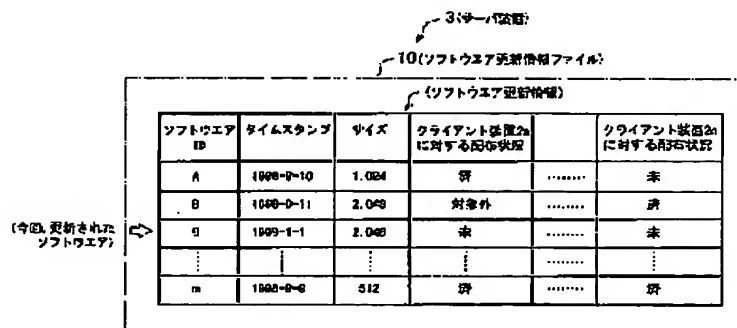 3(サーバ装置)
10(ソフトウエア更新情報ファイル)
(ソフトウエア更新情報)
ソフトウエア ID タイムスタンプ サイズ クライアント装置2a に対する配布状況 クライアント装置2n に対する配布状況
A 1998-9-10 1.024 済 ........ 未
B 1998-9-11 2.048 対象外 ........ 済
(今回、更新された
ソフトウエア)
1999-1-1 2.048 未 ........ 未
m 512 済 ........ 済